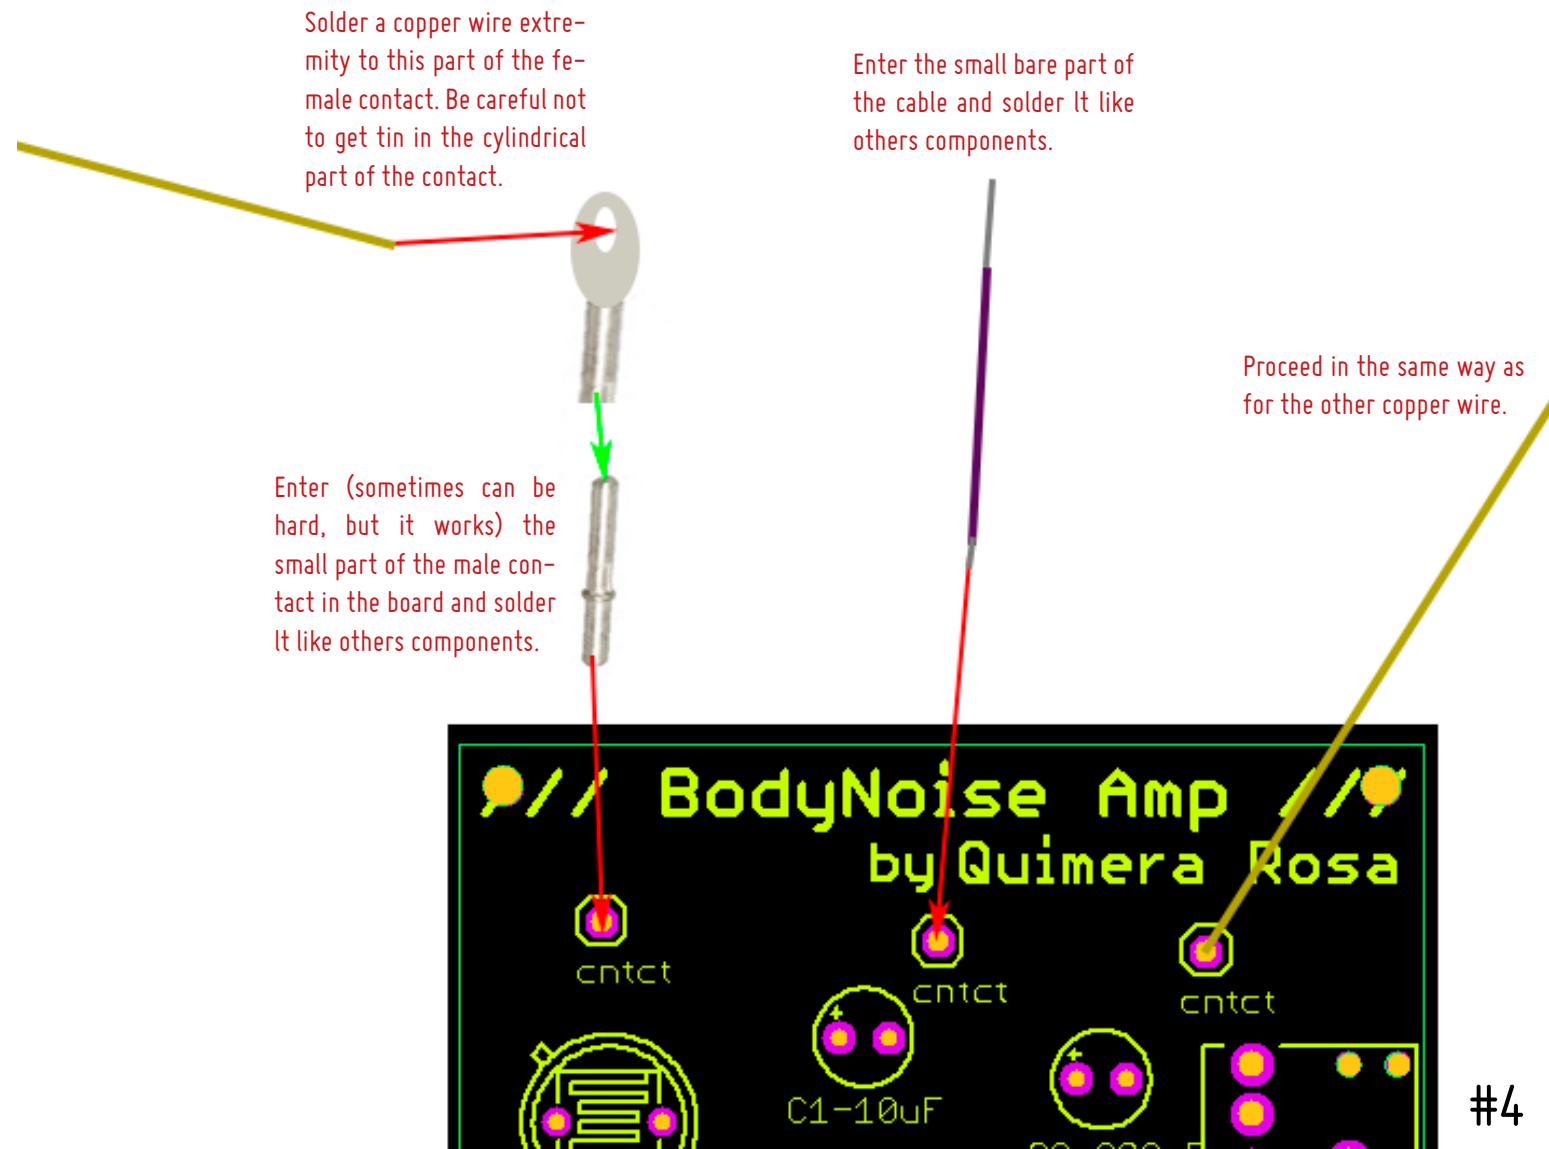 Solder a copper wire extre-
mity to this part of the fe-
male contact. Be careful not
to get tin in the cylindrical
part of the contact.
Enter the small bare part of
the cable and solder lt like
others components.
Proceed in the same way as
for the other copper wire.
Enter (sometimes can be
hard, but it works) the
small part of the male con-
tact in the board and solder
lt like others components.
/// BodyNoise Amp ///
by Quimera Rosa
cntct
cntct
cntct
C1-10uF
#4